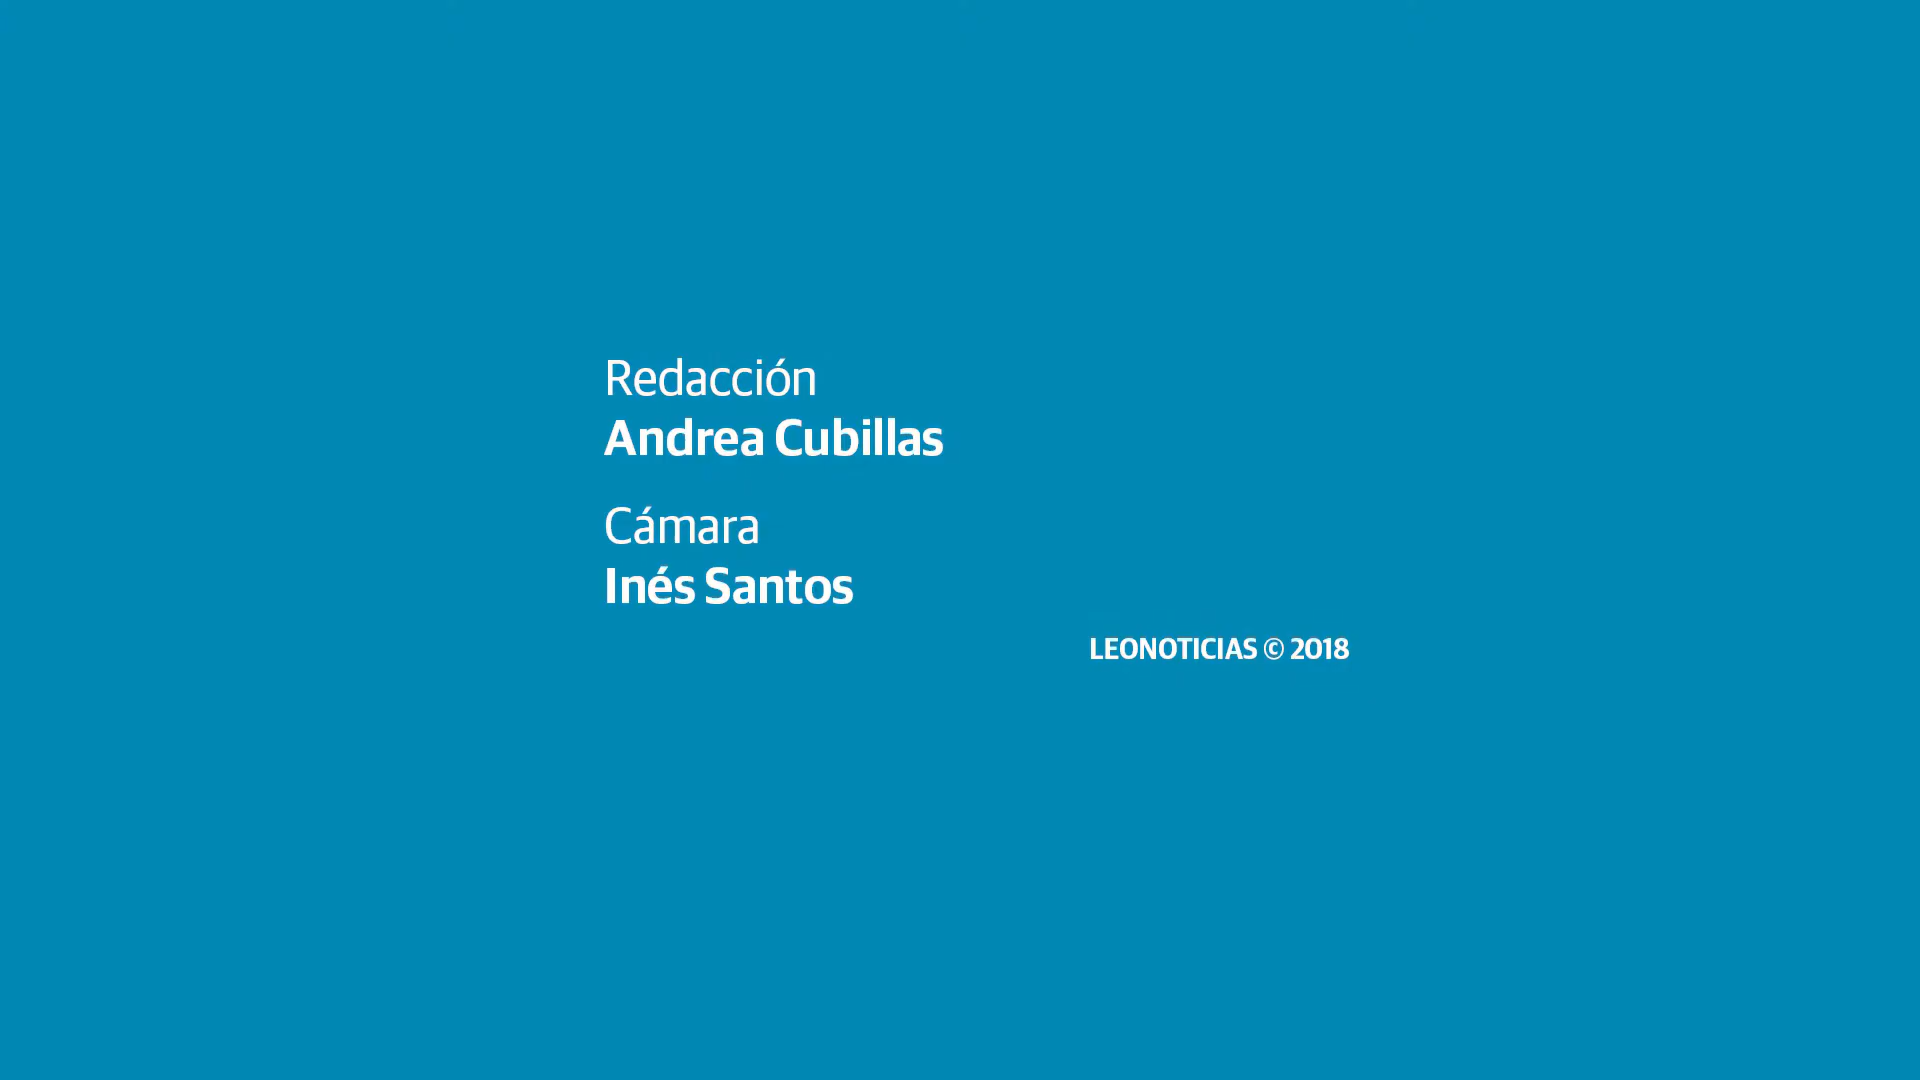 Redacción
Andrea Cubillas
Cámara
Inés Santos
LEONOTICIAS © 2018